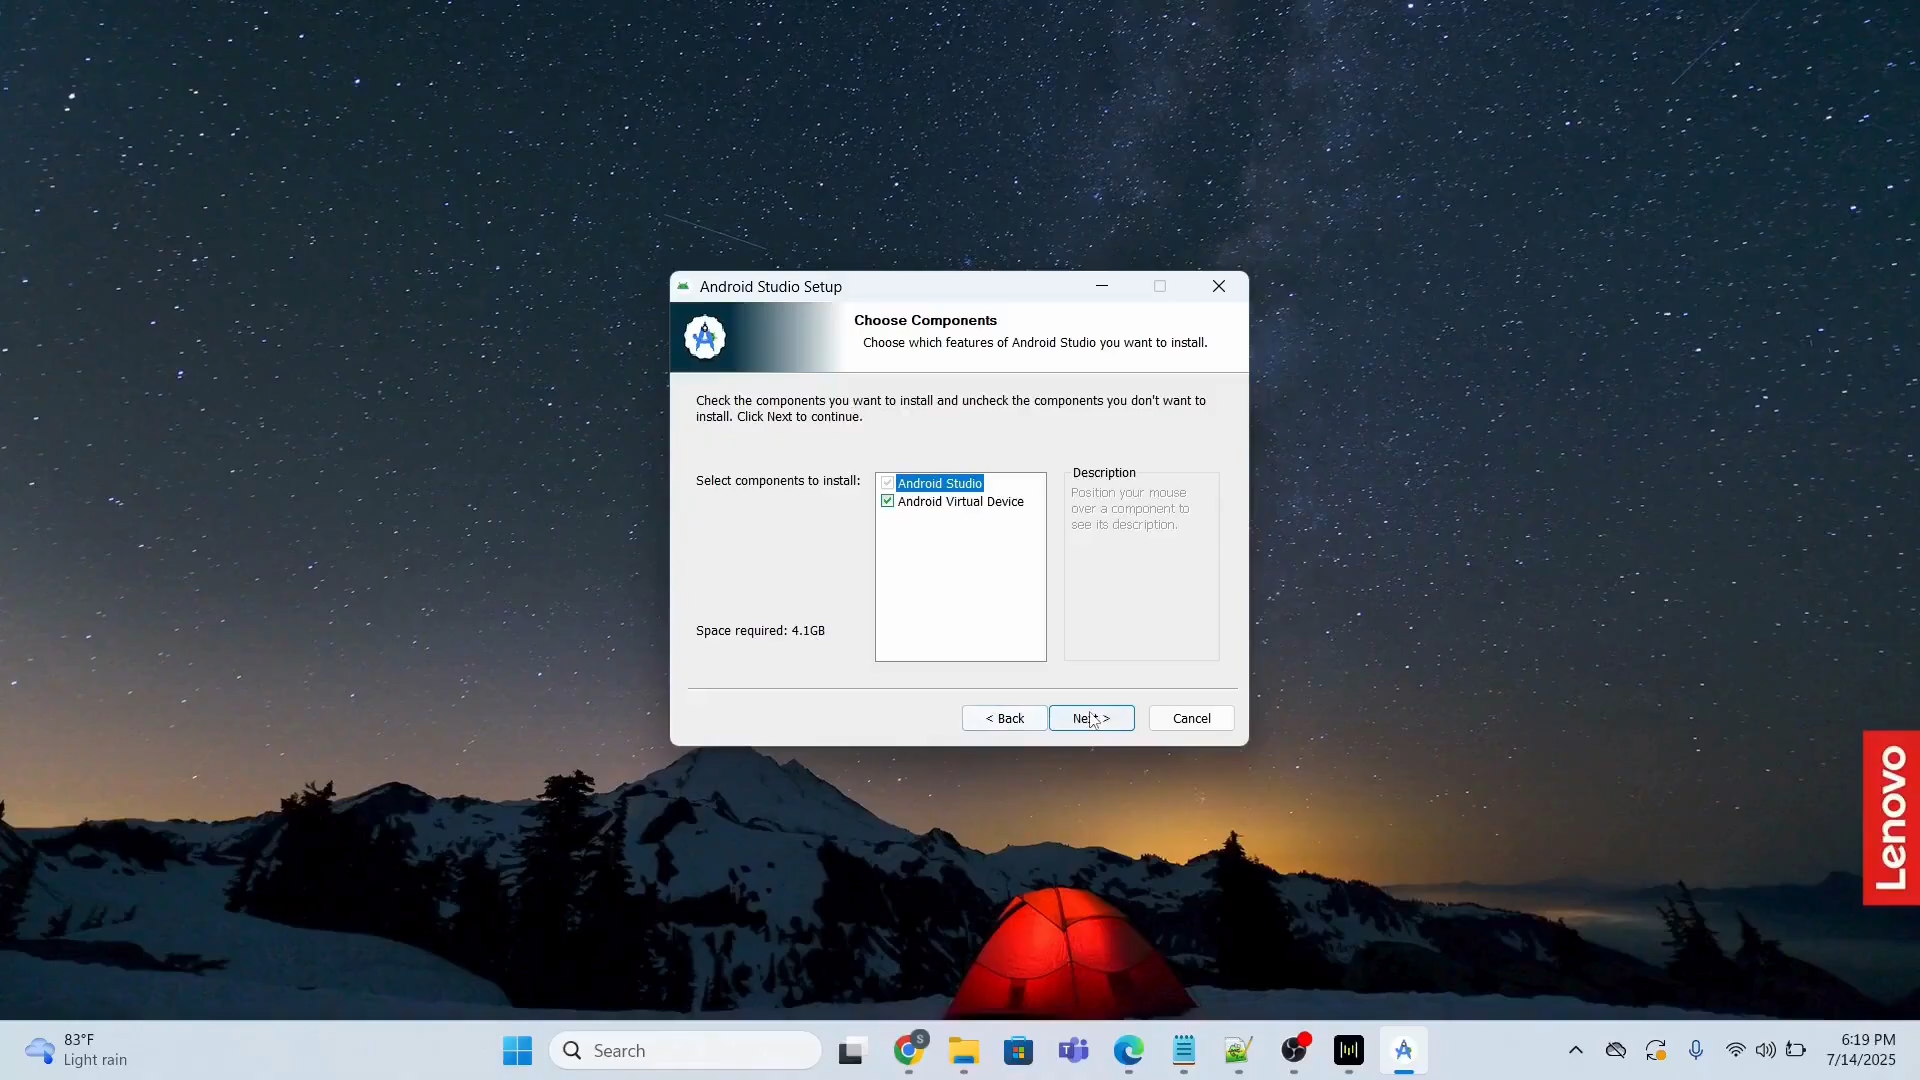 Android Studio Setup
Choose Components
Choose which features of Android Studio you want to install.
Check the components you want to install and uncheck the components you don't want to
install. Click Next to continue.
Select components to install:
Android Studio
Android Virtual Device
Description
Position your mouse
over a component to
see its description.
Space required: 4.1GB
< Back
Next >
Cancel
Lenovo
83°F
Light rain
Search
S
6:19 PM
7/14/2025